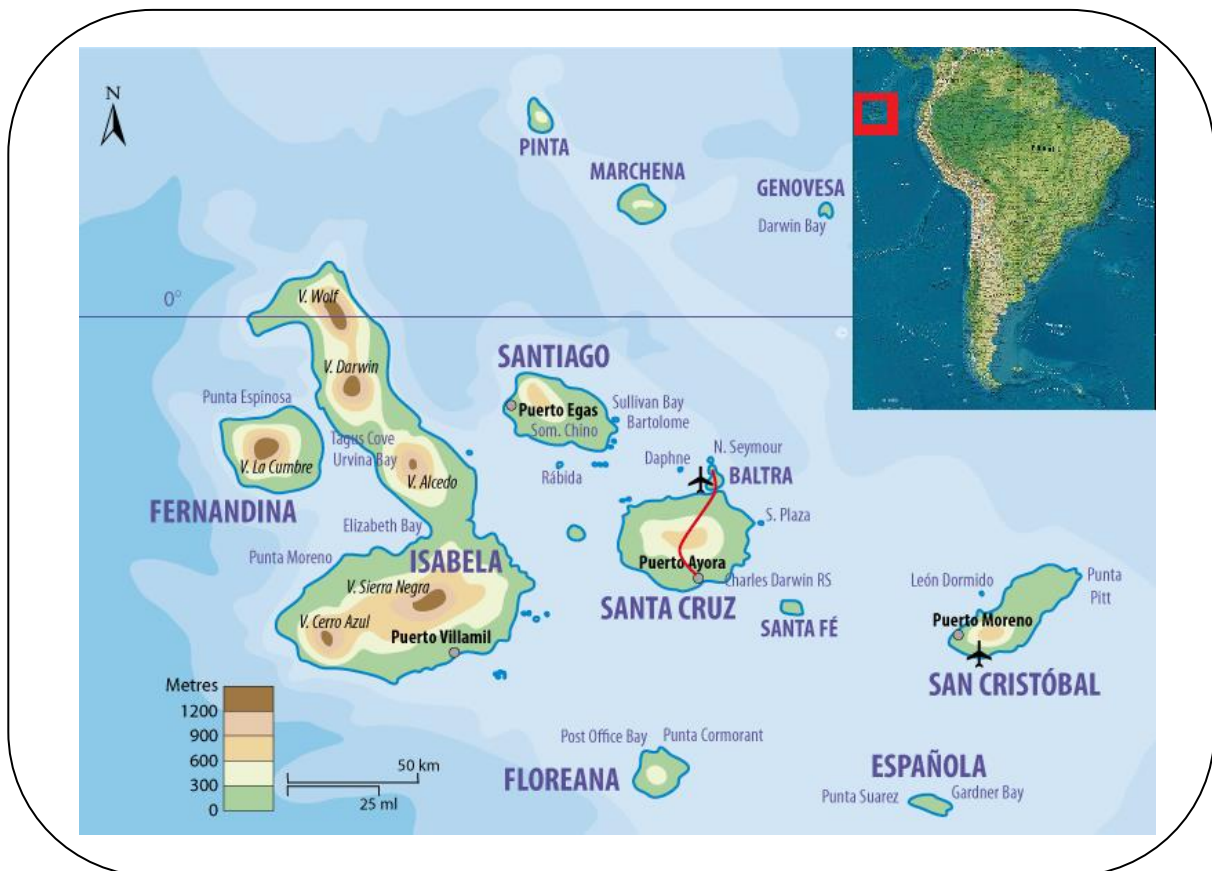 N
PINTA
MARCHENA
GENOVESA
Darwin Bay
0°
V. Wolf
V. Darwin
SANTIAGO
Puerto Egas
Som. Chino
Sullivan Bay
Bartolome
Punta Espinosa
Tagus Cove
Urvina Bay
V. La Cumbre
V. Alcedo
Rábida
Daphne
N. Seymour
BALTRA
FERNANDINA
Elizabeth Bay
S. Plaza
Punta Moreno
ISABELA
Puerto Ayora
V. Sierra Negra
Charles Darwin RS
León Dormido
Punta
Pitt
SANTA CRUZ
SANTA FÉ
V. Cerro Azul
Puerto Villamil
Puerto Moreno
SAN CRISTÓBAL
Metres
1200
900
600
300
0
50 km
25 ml
Post Office Bay
Punta Cormorant
FLOREANA
ESPAÑOLA
Punta Suarez
Gardner Bay